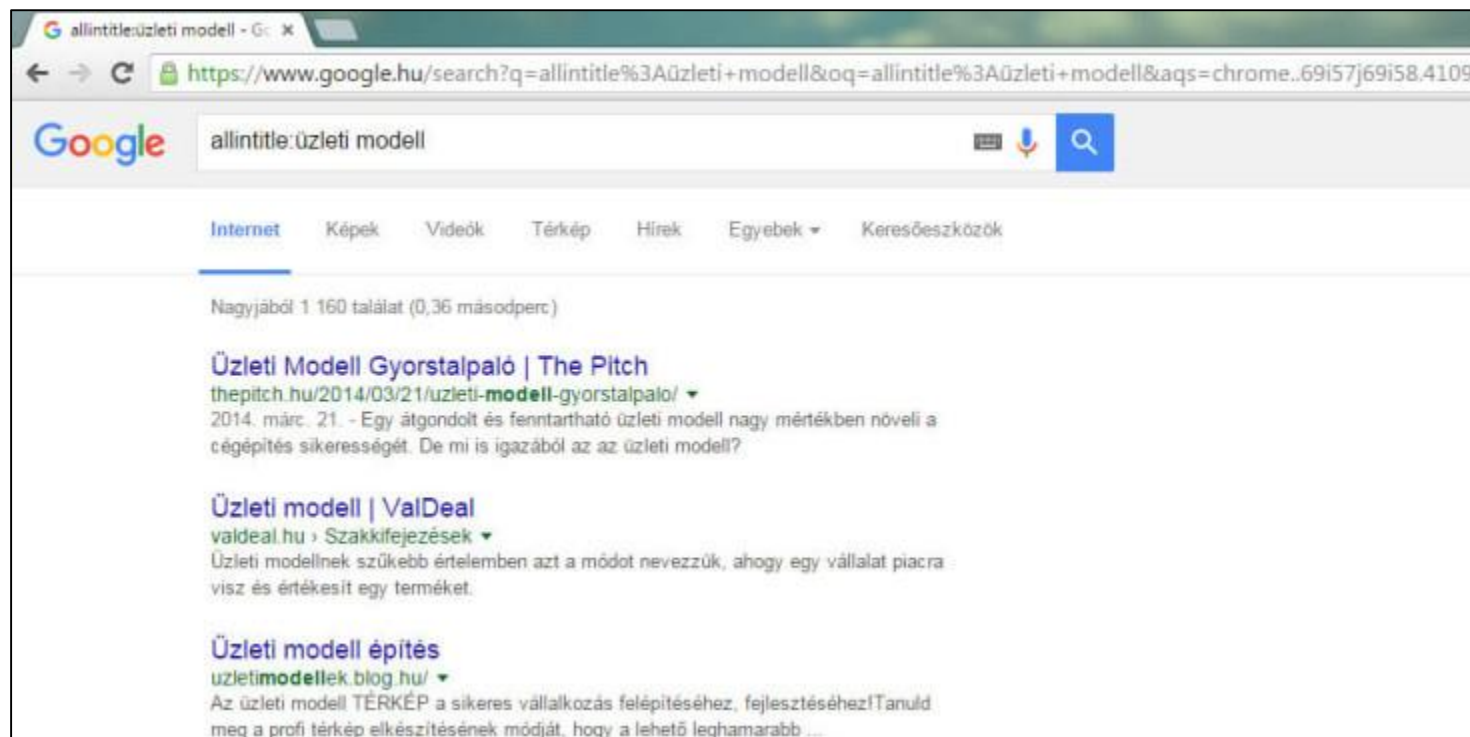 allintitle:üzleti modell - Go
https://www.google.hu/search?q=allintitle%3Aüzleti+modell&oq=allintitle%3Aüzleti+modell&aqs=chrome..69i57j69i58.4109
Google
allintitle:üzleti modell
Internet Képek Videók Térkép Hírek Egyebek Keresőeszközök
Nagyjából 1 160 találat (0,36 másodperc)
Üzleti Modell Gyorstalpaló | The Pitch
thepitch.hu/2014/03/21/uzleti-modell-gyorstalpalo/
2014. márc. 21. - Egy átgondolt és fenntartható üzleti modell nagy mértékben növeli a
cégépítés sikerességét. De mi is igazából az az üzleti modell?
Üzleti modell | ValDeal
valdeal.hu › Szakkifejezések
Üzleti modellnek szűkebb értelemben azt a módot nevezzük, ahogy egy vállalat piacra
visz és értékesít egy terméket.
Üzleti modell építés
uzletimodellek.blog.hu/
Az üzleti modell TÉRKÉP a sikeres vállalkozás felépítéséhez, fejlesztéséhez!Tanuld
meg a profi térkép elkészítésének módját, hogy a lehető leghamarabb ...